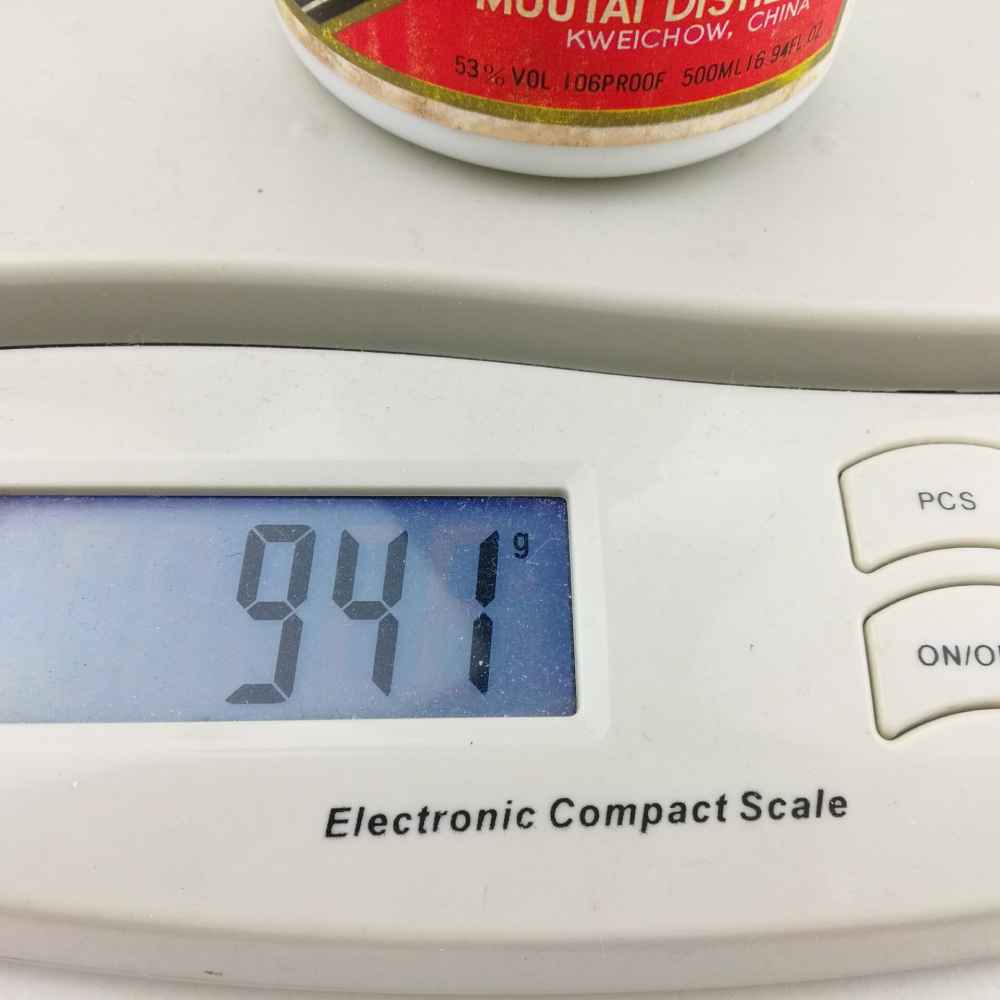 KWEICHOW, CHINA
53% VOL 106PROOF 500ML 16.94FL.OZ
941 g
PCS
Electronic Compact Scale